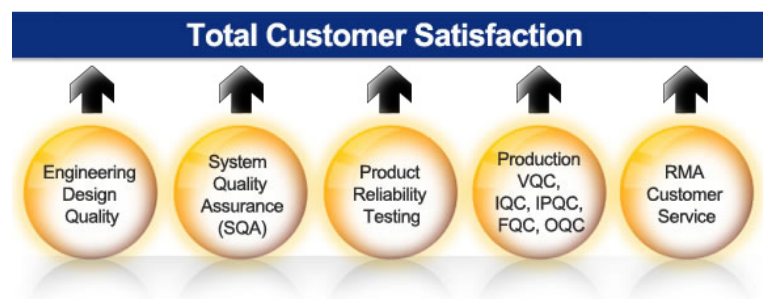 Total Customer Satisfaction
Engineering
Design
Quality
System
Quality
Assurance
(SQA)
Product
Reliability
Testing
Production
VQC,
IQC, IPQC,
FQC, OQC
RMA
Customer
Service